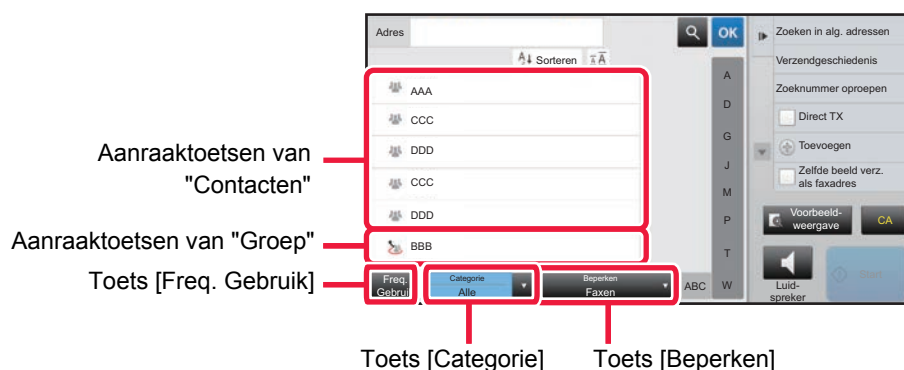 Adres
OK
Sorteren
AAA
CCC
DDD
CCC
DDD
BBB
Freq.
Gebrui
Categorie
Alle
Beperken
Faxen
ABC
A
D
G
J
M
P
T
W
Zoeken in alg. adressen
Verzendgeschiedenis
Zoeknummer oproepen
Direct TX
Toevoegen
Zelfde beeld verz.
als faxadres
Voorbeeld-
weergave
CA
Luid-
spreker
Start
Aanraaktoetsen van
"Contacten"
Aanraaktoetsen van "Groep"
Toets [Freq. Gebruik]
Toets [Categorie]
Toets [Beperken]